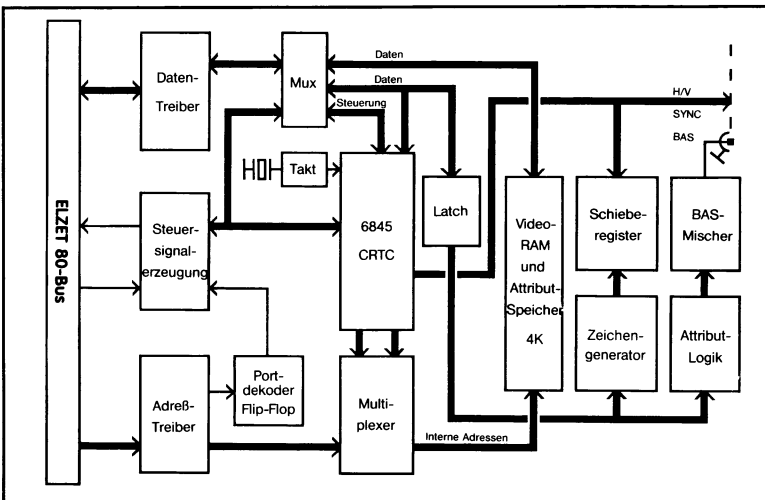 ELZET 80-Bus
Daten-
Treiber
Mux
Daten
Daten
Steuerung
H/V
SYNC
BAS
Takt
Steuer-
signal-
erzeugung
6845
CRTC
Latch
Video-
RAM
und
Attribut-
Speicher
4K
Schiebe-
register
BAS-
Mischer
Zeichen-
generator
Attribut-
Logik
Port-
dekoder
Flip-Flop
Adreß-
Treiber
Multi-
plexer
Interne Adressen